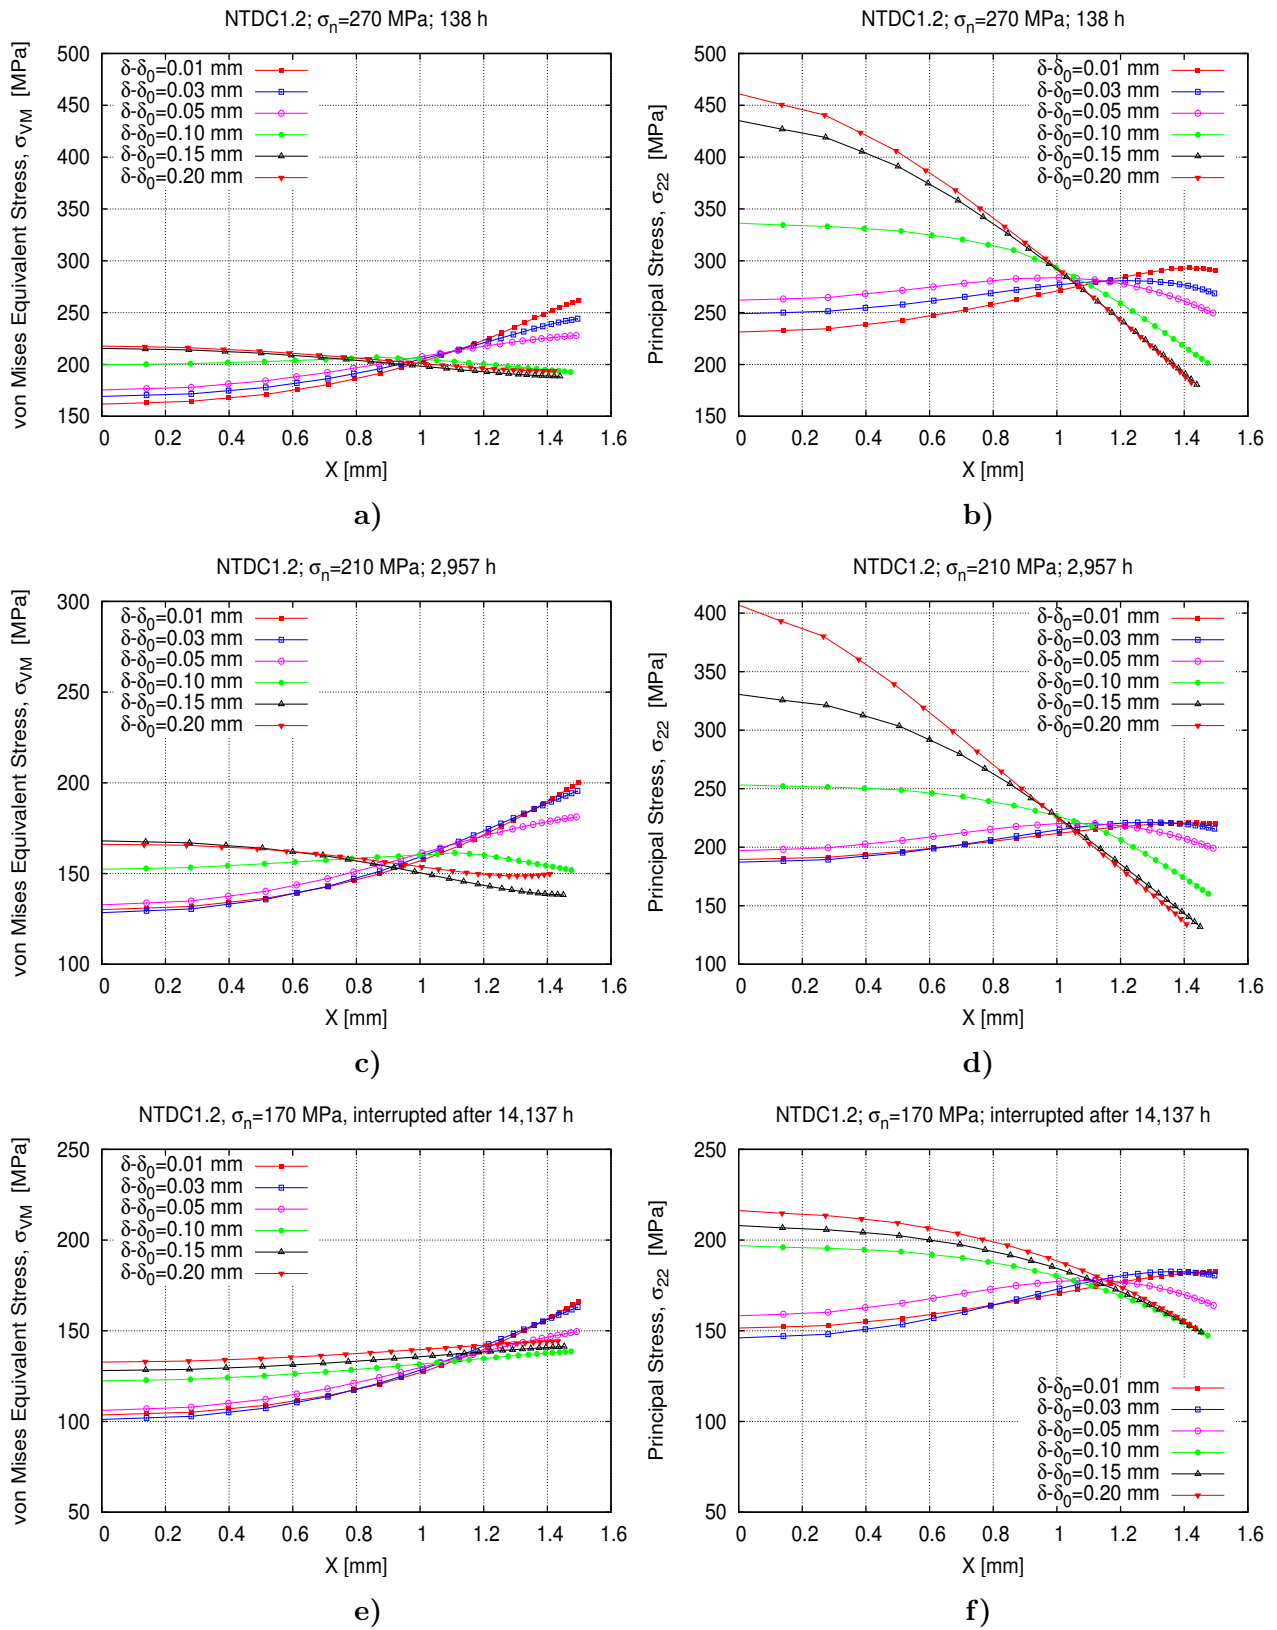 NTDC1.2; σn=270 MPa; 138 h
von Mises Equivalent Stress, σVM [MPa]
500
450
400
350
300
250
200
150
δ-δ0=0.01 mm
δ-δ0=0.03 mm
δ-δ0=0.05 mm
δ-δ0=0.10 mm
δ-δ0=0.15 mm
δ-δ0=0.20 mm
0 0.2 0.4 0.6 0.8 1 1.2 1.4 1.6
X [mm]
a)
NTDC1.2; σn=270 MPa; 138 h
Principal Stress, σ22 [MPa]
500
450
400
350
300
250
200
150
δ-δ0=0.01 mm
δ-δ0=0.03 mm
δ-δ0=0.05 mm
δ-δ0=0.10 mm
δ-δ0=0.15 mm
δ-δ0=0.20 mm
0 0.2 0.4 0.6 0.8 1 1.2 1.4 1.6
X [mm]
b)
NTDC1.2; σn=210 MPa; 2,957 h
von Mises Equivalent Stress, σVM [MPa]
300
250
200
150
100
δ-δ0=0.01 mm
δ-δ0=0.03 mm
δ-δ0=0.05 mm
δ-δ0=0.10 mm
δ-δ0=0.15 mm
δ-δ0=0.20 mm
0 0.2 0.4 0.6 0.8 1 1.2 1.4 1.6
X [mm]
c)
NTDC1.2; σn=210 MPa; 2,957 h
Principal Stress, σ22 [MPa]
400
350
300
250
200
150
100
δ-δ0=0.01 mm
δ-δ0=0.03 mm
δ-δ0=0.05 mm
δ-δ0=0.10 mm
δ-δ0=0.15 mm
δ-δ0=0.20 mm
0 0.2 0.4 0.6 0.8 1 1.2 1.4 1.6
X [mm]
d)
NTDC1.2, σn=170 MPa, interrupted after 14,137 h
von Mises Equivalent Stress, σVM [MPa]
250
200
150
100
50
δ-δ0=0.01 mm
δ-δ0=0.03 mm
δ-δ0=0.05 mm
δ-δ0=0.10 mm
δ-δ0=0.15 mm
δ-δ0=0.20 mm
0 0.2 0.4 0.6 0.8 1 1.2 1.4 1.6
X [mm]
e)
NTDC1.2; σn=170 MPa; interrupted after 14,137 h
Principal Stress, σ22 [MPa]
250
200
150
100
50
δ-δ0=0.01 mm
δ-δ0=0.03 mm
δ-δ0=0.05 mm
δ-δ0=0.10 mm
δ-δ0=0.15 mm
δ-δ0=0.20 mm
0 0.2 0.4 0.6 0.8 1 1.2 1.4 1.6
X [mm]
f)